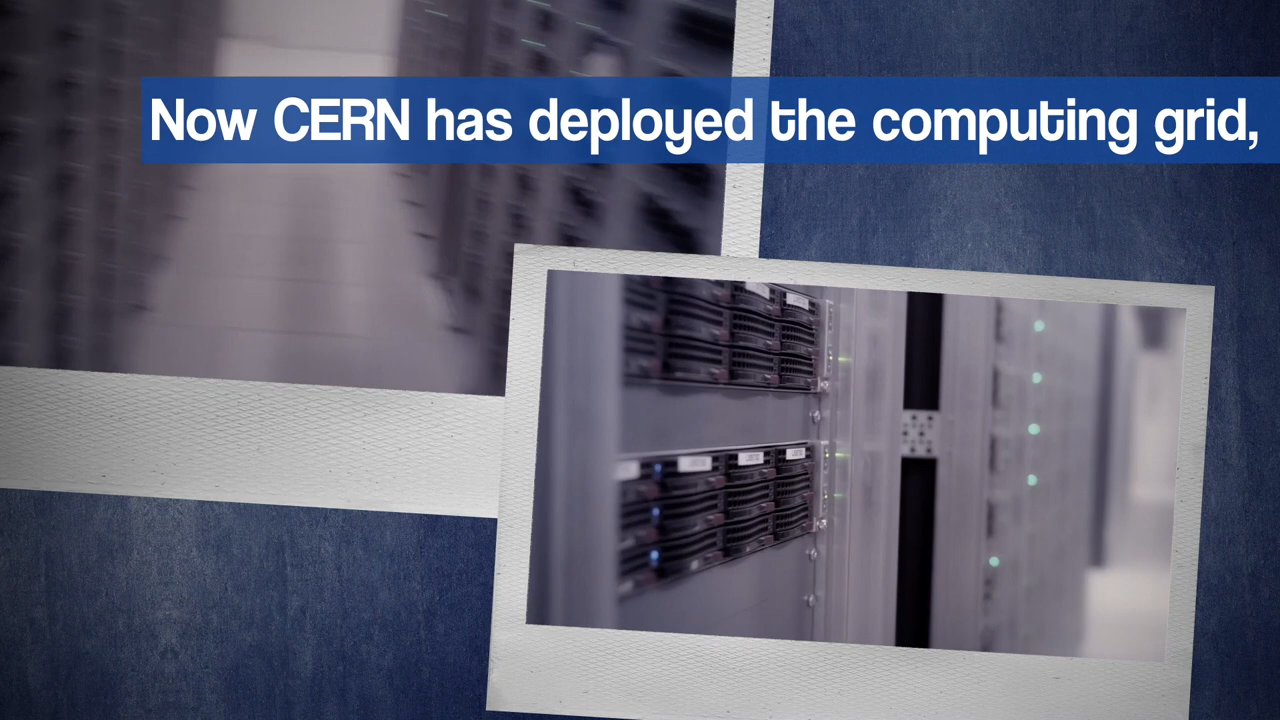 Now CERN has deployed the computing grid,